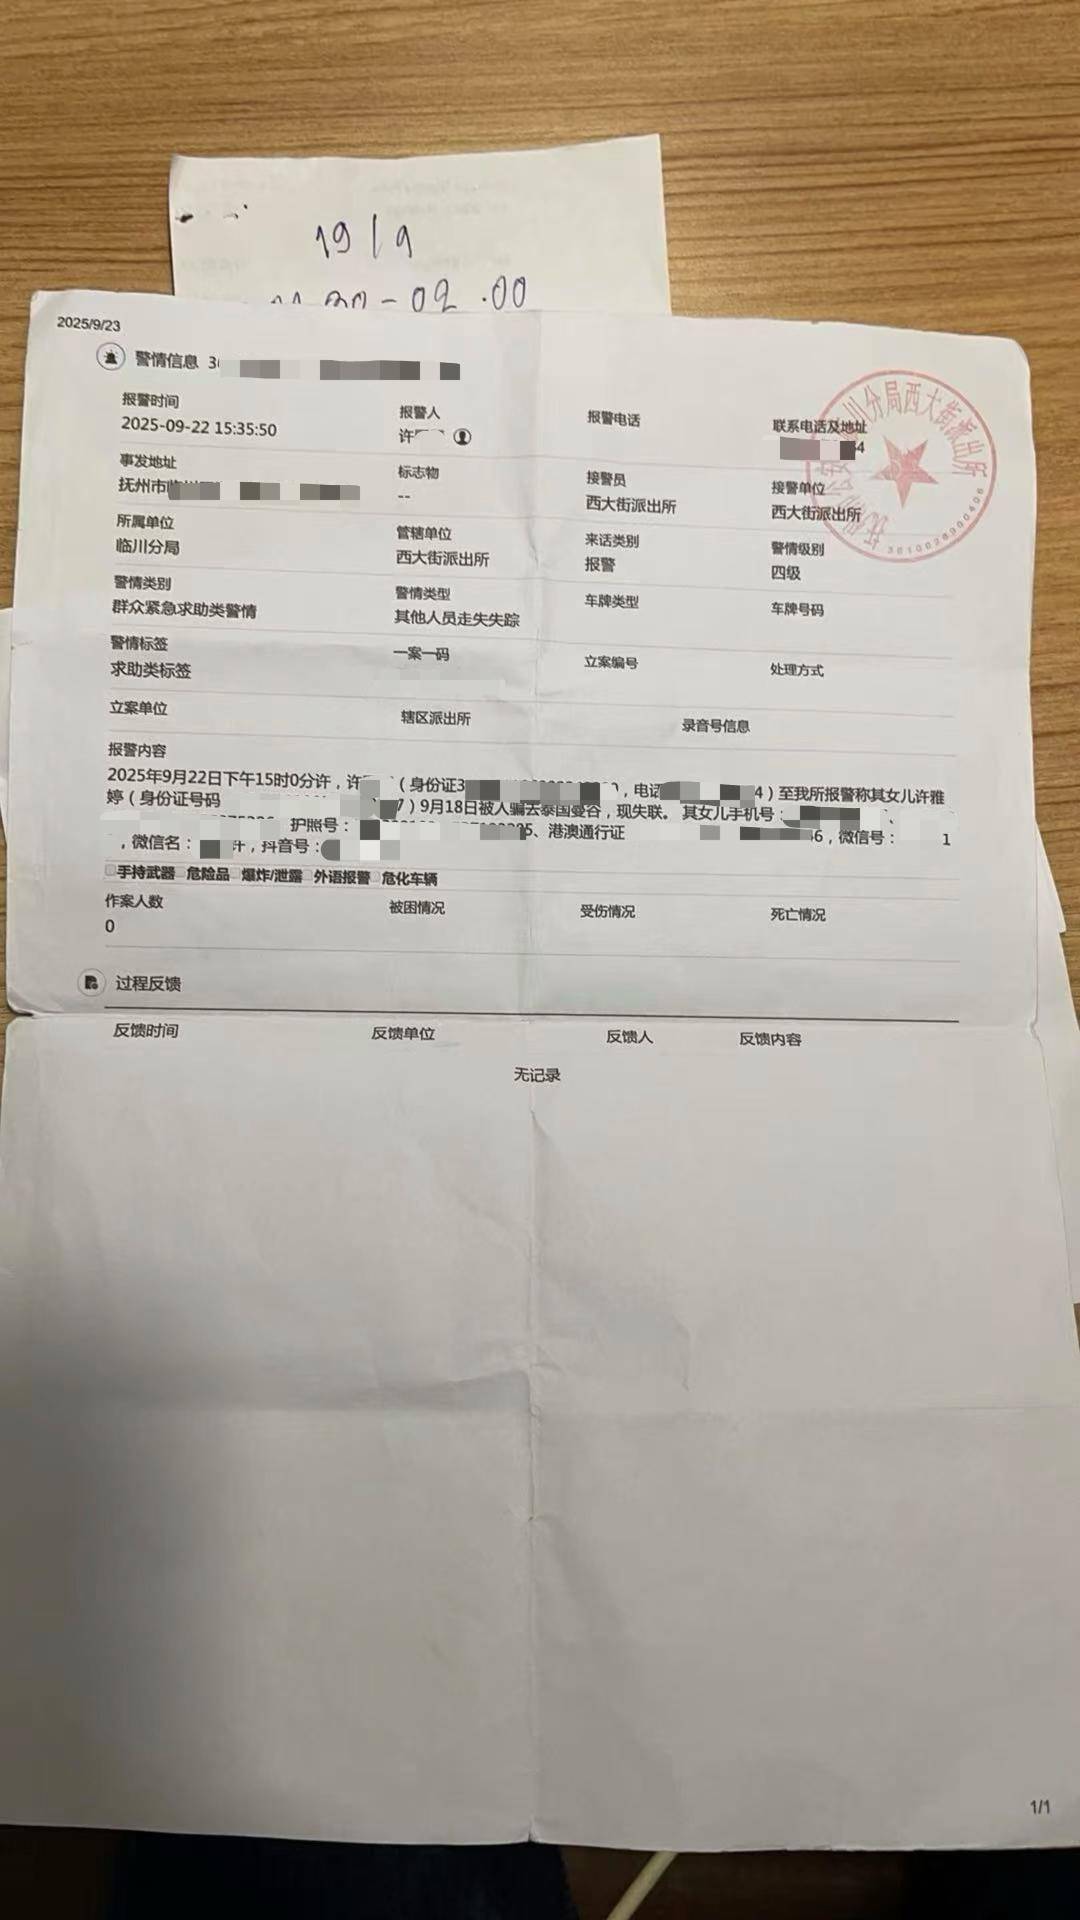 19/9
-02.00
2025/9/23
警情信息 3
报警时间
2025-09-22 15:35:50
报警人
许
报警电话
联系电话及地址
4
事发地址
抚州市
标志物
--
接警员
西大街派出所
接警单位
西大街派出所
所属单位
临川分局
管辖单位
西大街派出所
来话类别
报警
警情级别
四级
警情类别
群众紧急求助类警情
警情类型
其他人员走失失踪
车牌类型
车牌号码
警情标签
求助类标签
一案一码
立案编号
处理方式
立案单位
辖区派出所
录音号信息
报警内容
2025年9月22日下午15时0分许，许（身份证3，电话4）至我所报警称其女儿许雅
婷（身份证号码7）9月18日被人骗去泰国曼谷，现失联。 其女儿手机号：、
护照号：5、港澳通行证46，微信号：1
，微信名：，抖音号：
手持武器 危险品 爆炸/泄露 外语报警 危化车辆
作案人数
0
被困情况
受伤情况
死亡情况
过程反馈
反馈时间 反馈单位 反馈人 反馈内容
无记录
1/1
川分局西大街派出所